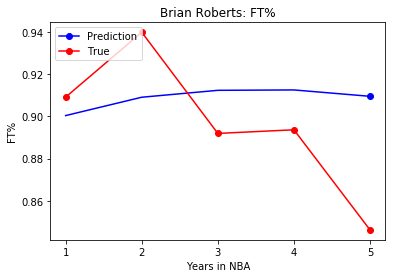 Brian Roberts: FT%
Prediction
True
FT%
0.94
0.92
0.90
0.88
0.86
1 2 3 4 5
Years in NBA